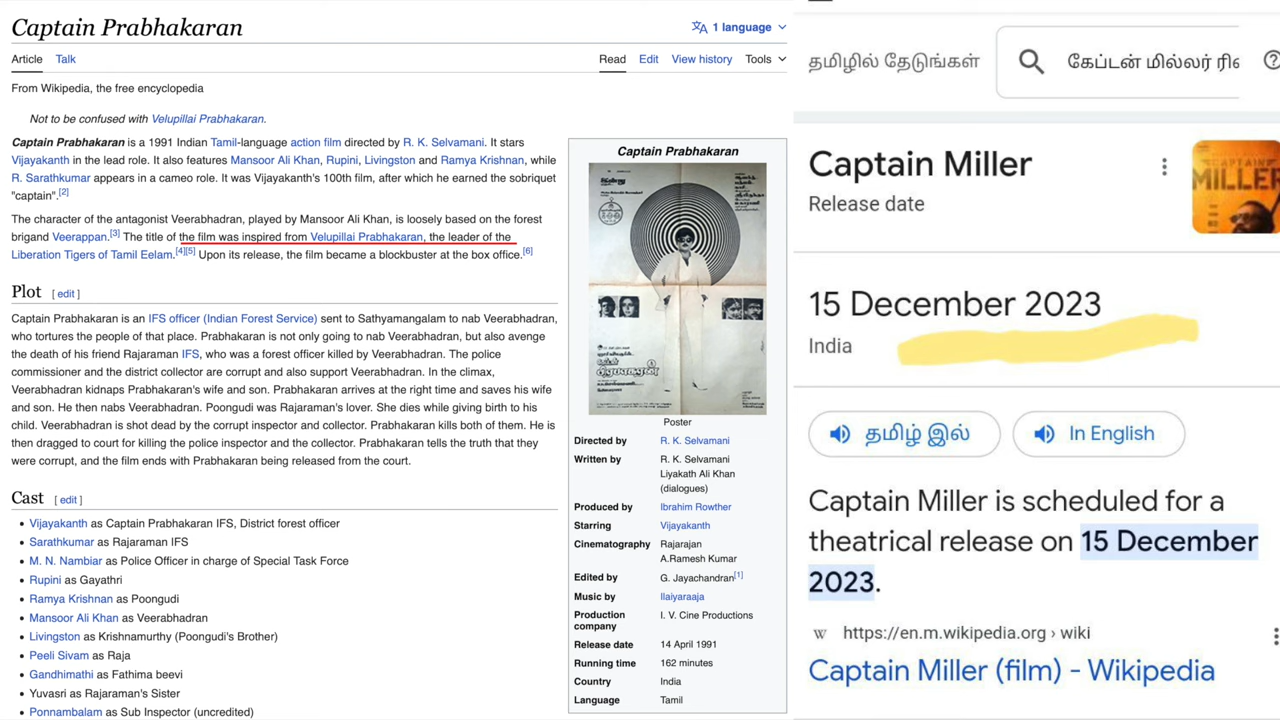 Captain Prabhakaran
1 language
Article Talk
Read Edit View history Tools
From Wikipedia, the free encyclopedia
Not to be confused with Velupillai Prabhakaran.
Captain Prabhakaran is a 1991 Indian Tamil-language action film directed by R. K. Selvamani. It stars
Vijayakanth in the lead role. It also features Mansoor Ali Khan, Rupini, Livingston and Ramya Krishnan, while
R. Sarathkumar appears in a cameo role. It was Vijayakanth's 100th film, after which he earned the sobriquet
"captain".[2]
The character of the antagonist Veerabhadran, played by Mansoor Ali Khan, is loosely based on the forest
brigand Veerappan.[3] The title of the film was inspired from Velupillai Prabhakaran, the leader of the
Liberation Tigers of Tamil Eelam.[4][5] Upon its release, the film became a blockbuster at the box office.[6]
Plot [ edit ]
Captain Prabhakaran is an IFS officer (Indian Forest Service) sent to Sathyamangalam to nab Veerabhadran,
who tortures the people of that place. Prabhakaran is not only going to nab Veerabhadran, but also avenge
the death of his friend Rajaraman IFS, who was a forest officer killed by Veerabhadran. The police
commissioner and the district collector are corrupt and also support Veerabhadran. In the climax,
Veerabhadran kidnaps Prabhakaran's wife and son. Prabhakaran arrives at the right time and saves his wife
and son. He then nabs Veerabhadran. Poongudi was Rajaraman's lover. She dies while giving birth to his
child. Veerabhadran is shot dead by the corrupt inspector and collector. Prabhakaran kills both of them. He is
then dragged to court for killing the police inspector and the collector. Prabhakaran tells the truth that they
were corrupt, and the film ends with Prabhakaran being released from the court.
Cast [ edit ]
Vijayakanth as Captain Prabhakaran IFS, District forest officer
Sarathkumar as Rajaraman IFS
M. N. Nambiar as Police Officer in charge of Special Task Force
Rupini as Gayathri
Ramya Krishnan as Poongudi
Mansoor Ali Khan as Veerabhadran
Livingston as Krishnamurthy (Poongudi's Brother)
Peeli Sivam as Raja
Gandhimathi as Fathima beevi
Yuvasri as Rajaraman's Sister
Ponnambalam as Sub Inspector (uncredited)
Captain Prabhakaran
Poster
Directed by R. K. Selvamani
Written by R. K. Selvamani
Liyakath Ali Khan
(dialogues)
Produced by Ibrahim Rowther
Starring Vijayakanth
Cinematography Rajarajan
A.Ramesh Kumar
Edited by G. Jayachandran[1]
Music by Ilaiyaraaja
Production I. V. Cine Productions
company
Release date 14 April 1991
Running time 162 minutes
Country India
Language Tamil
தமிழில் தேடுங்கள் கேப்டன் மில்லர்
Captain Miller
Release date
CAPTAIN
MILLER
15 December 2023
India
தமிழ் இல் In English
Captain Miller is scheduled for a
theatrical release on 15 December
2023.
W https://en.m.wikipedia.org › wiki
Captain Miller (film) - Wikipedia